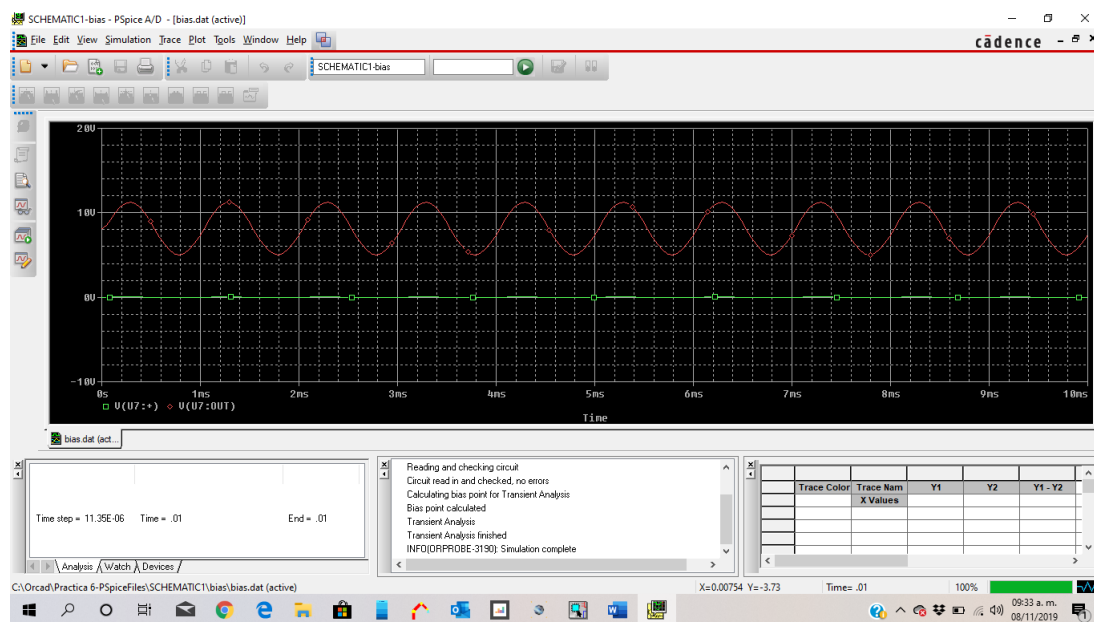 SCHEMATIC1-bias - PSpice A/D - [bias.dat (active)]
File Edit View Simulation Trace Plot Tools Window Help
cādence
SCHEMATIC1-bias
20V
10V
0V
-10V
0s 1ms 2ms 3ms 4ms 5ms 6ms 7ms 8ms 9ms 10ms
V(U7:+) V(U7:OUT)
Time
bias.dat (act...
Time step = 11.35E-06 Time = .01 End = .01
Analysis Watch Devices
Reading and checking circuit
Circuit read in and checked, no errors
Calculating bias point for Transient Analysis
Bias point calculated
Transient Analysis
Transient Analysis finished
INFO(ORPROBE-3190): Simulation complete
Trace Color Trace Nam Y1 Y2 Y1 - Y2
X Values
C:\Orcad\Practica 6-PSpiceFiles\SCHEMATIC1\bias\bias.dat (active)
X=0.00754 Y=-3.73 Time= .01 100%
09:33 a. m.
08/11/2019